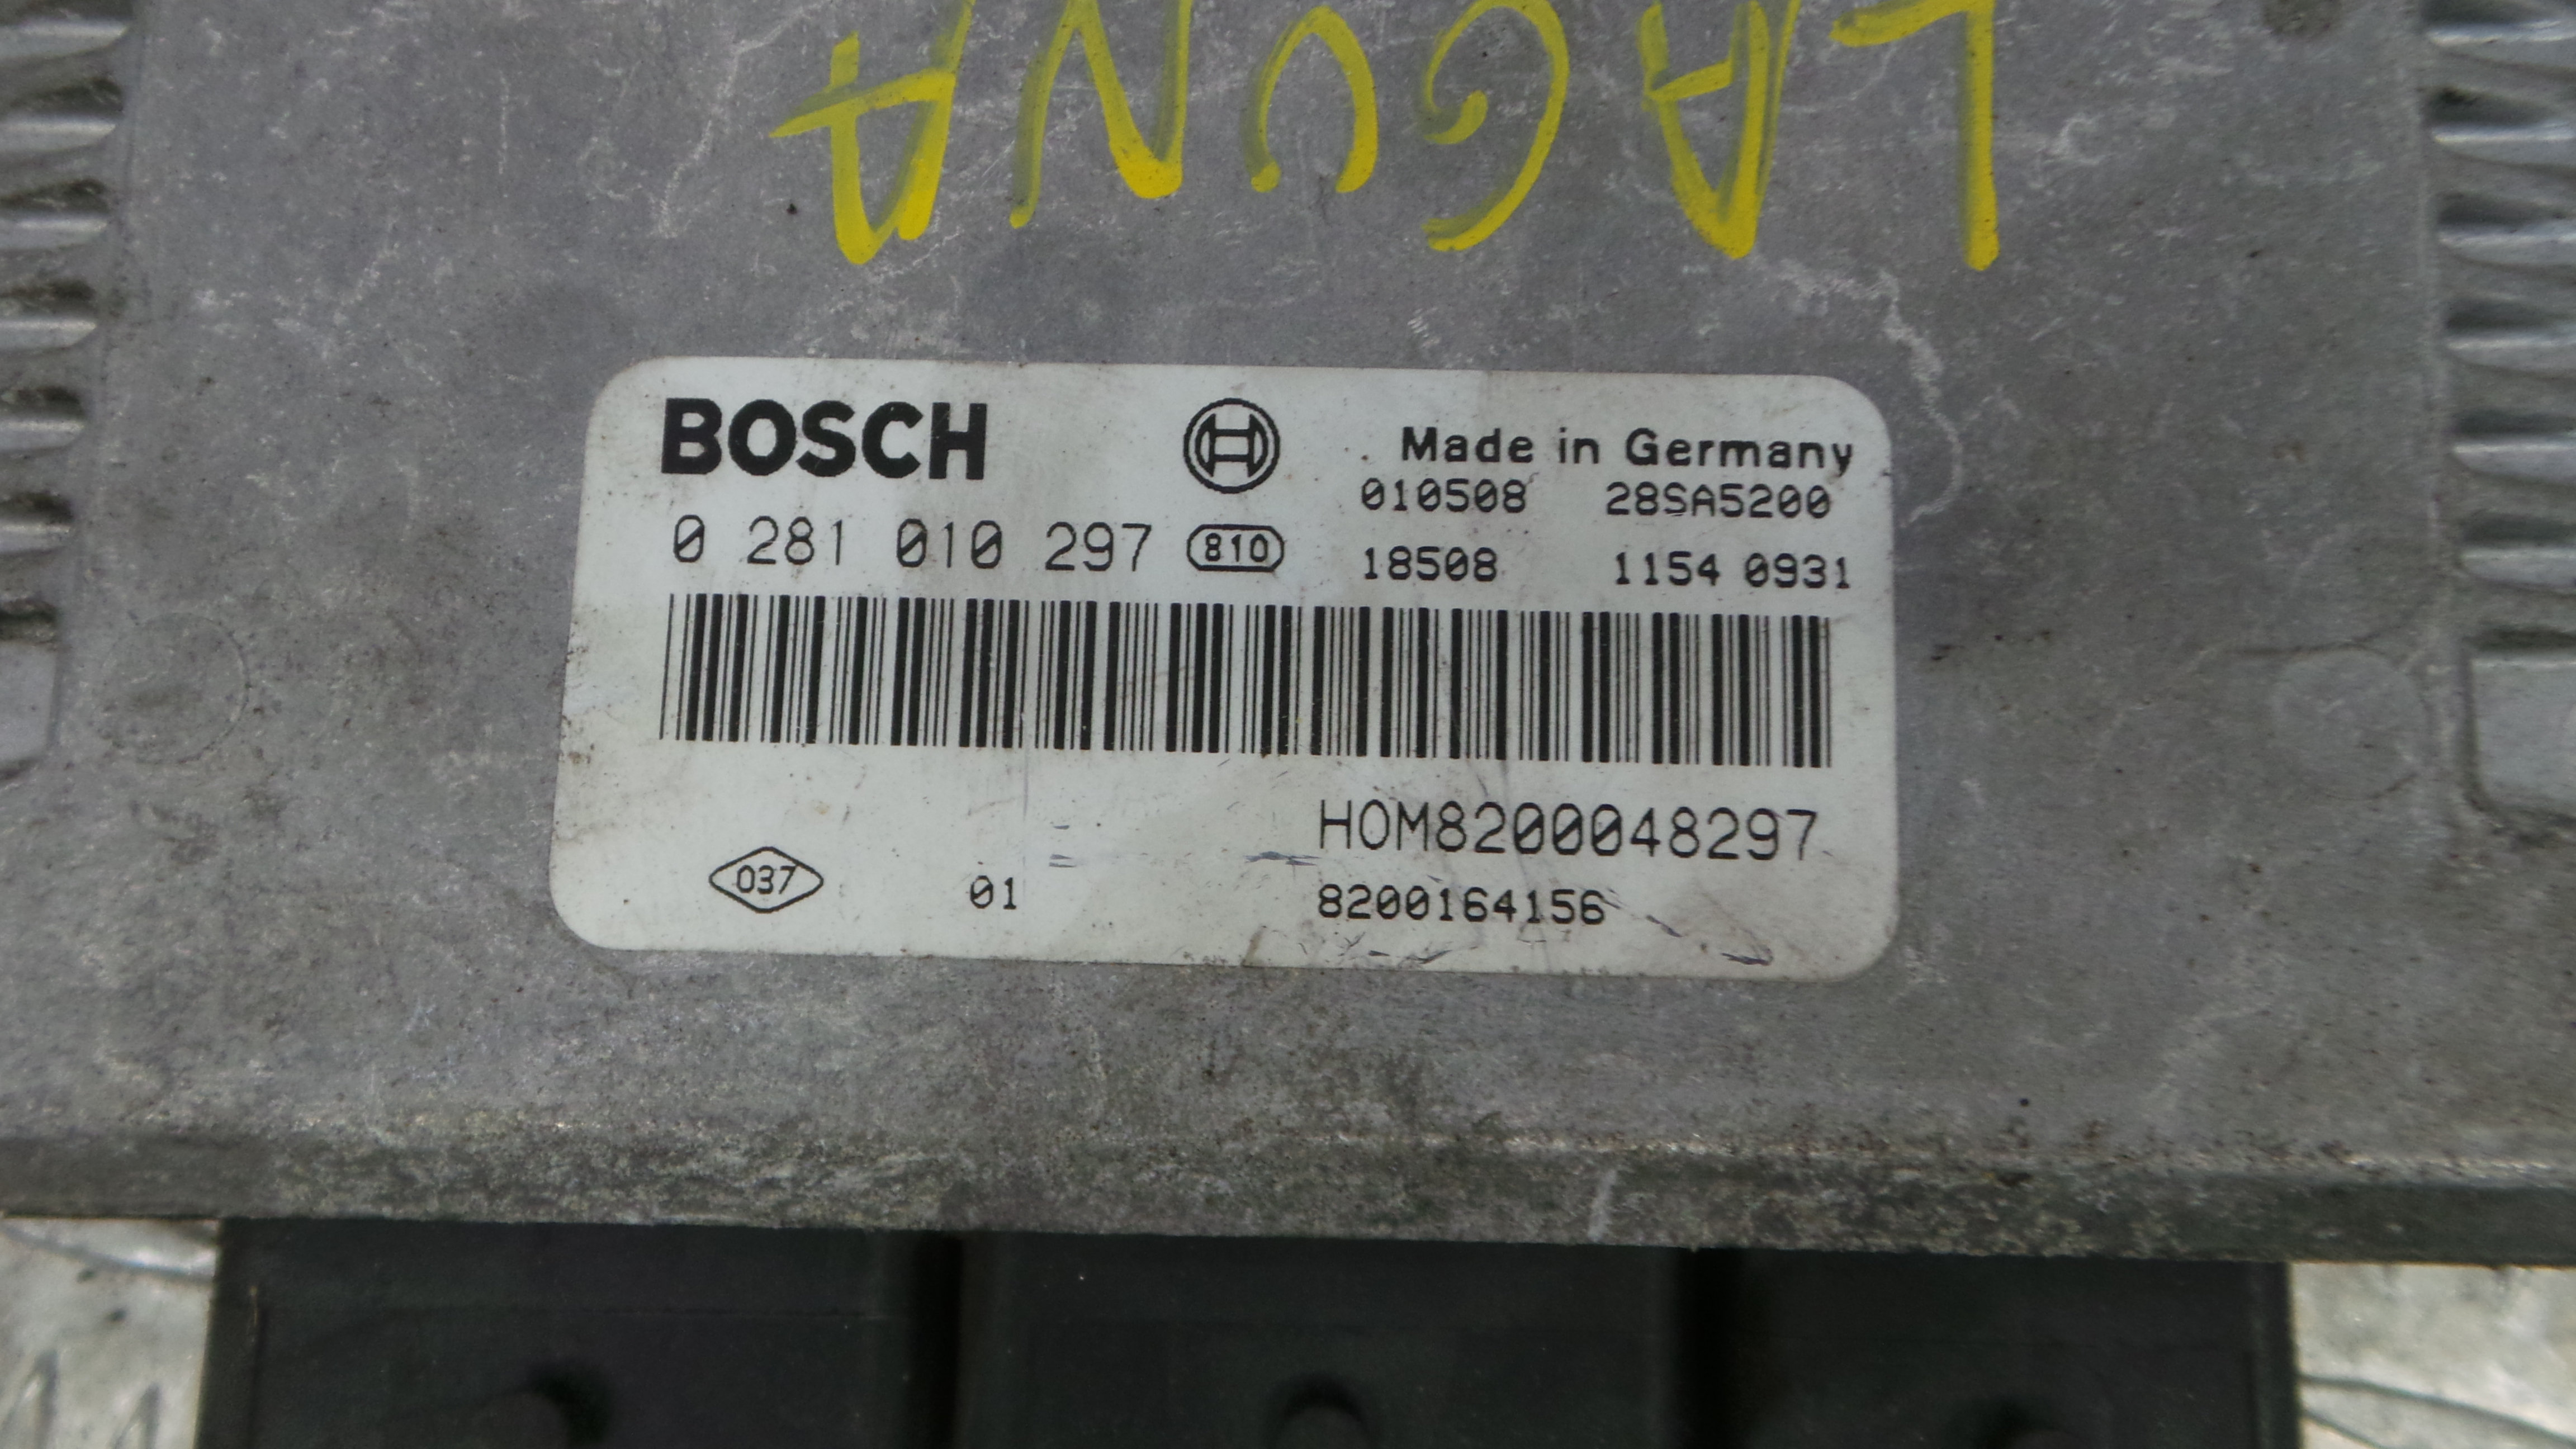 LAGUNA
BOSCH
Made in Germany
010508 28SA5200
0 281 010 297 810
18508 1154 0931
HOM8200048297
037 01 8200164156